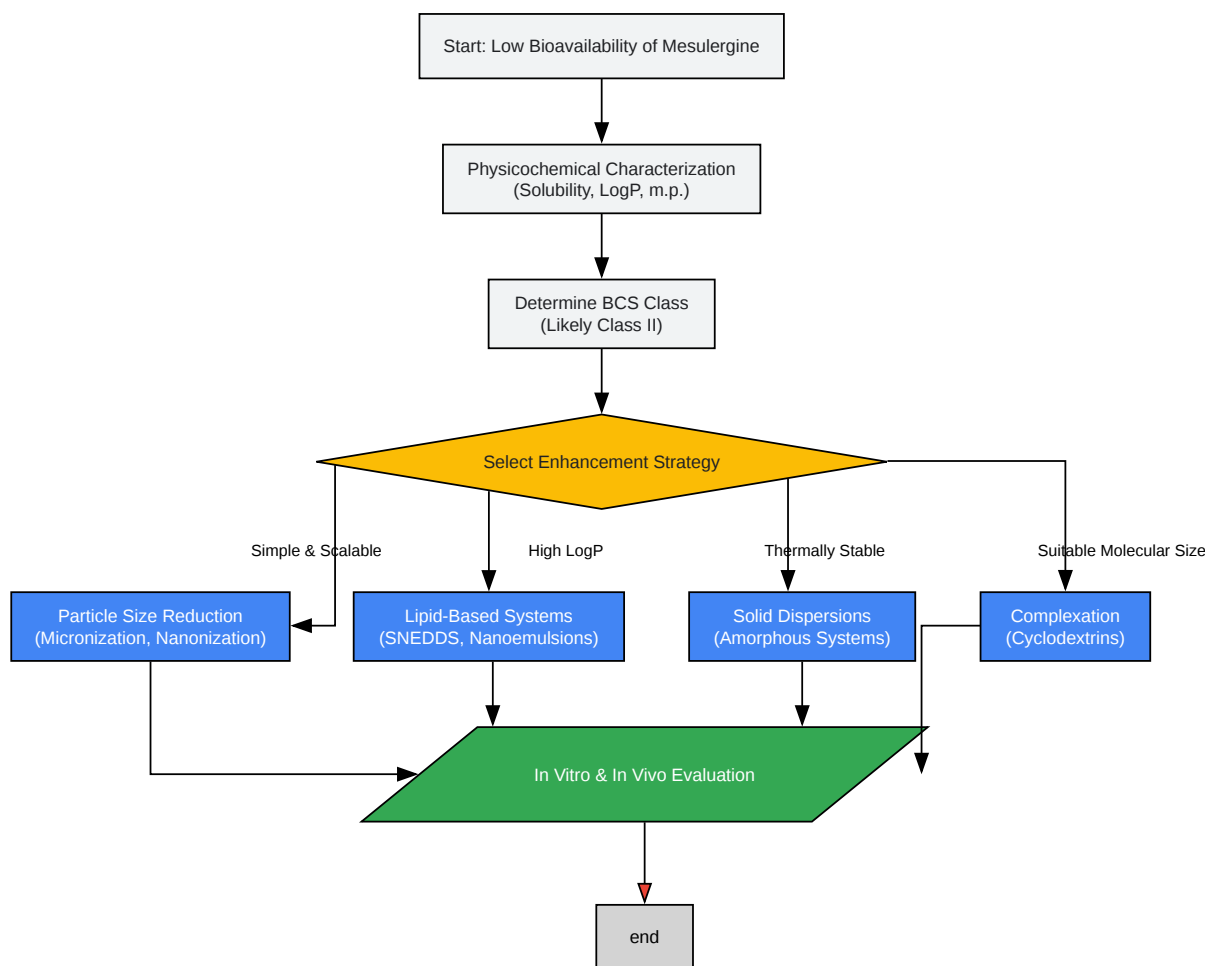 Start: Low Bioavailability of Mesulergine
Physicochemical Characterization
(Solubility, LogP, m.p.)
Determine BCS Class
(Likely Class II)
Select Enhancement Strategy
Simple & Scalable
High LogP
Thermally Stable
Suitable Molecular Size
Particle Size Reduction
(Micronization, Nanonization)
Lipid-Based Systems
(SNEDDS, Nanoemulsions)
Solid Dispersions
(Amorphous Systems)
Complexation
(Cyclodextrins)
In Vitro & In Vivo Evaluation
end